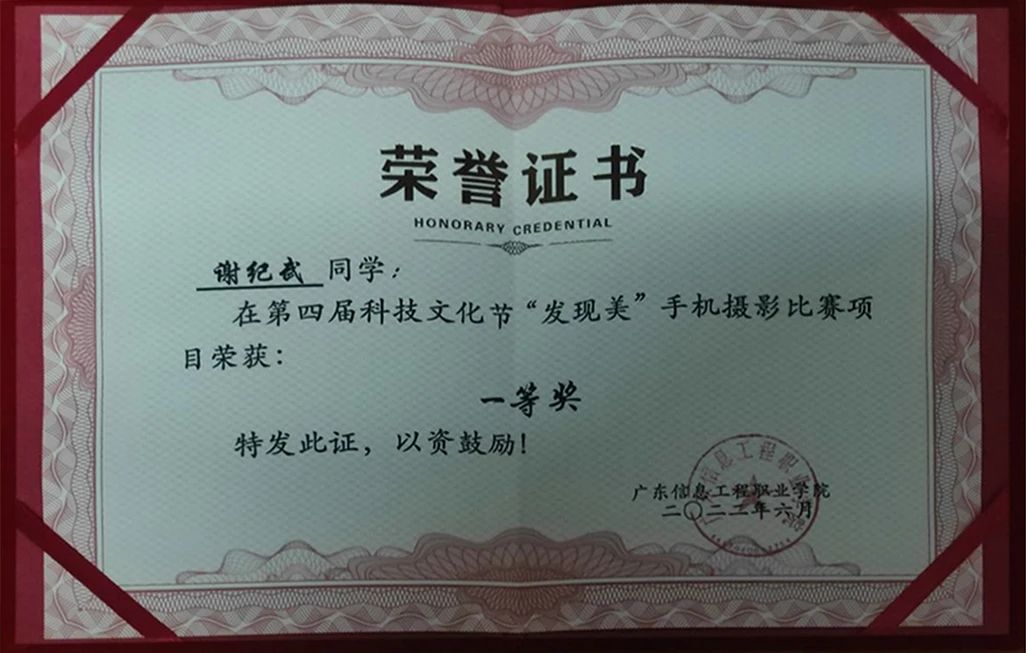 荣誉证书
HONORARY CREDENTIAL
谢纪武 同学：
在第四届科技文化节“发现美”手机摄影比赛项
目荣获：
一等奖
特发此证，以资鼓励！
广东信息工程职业学院
二〇二二年六月